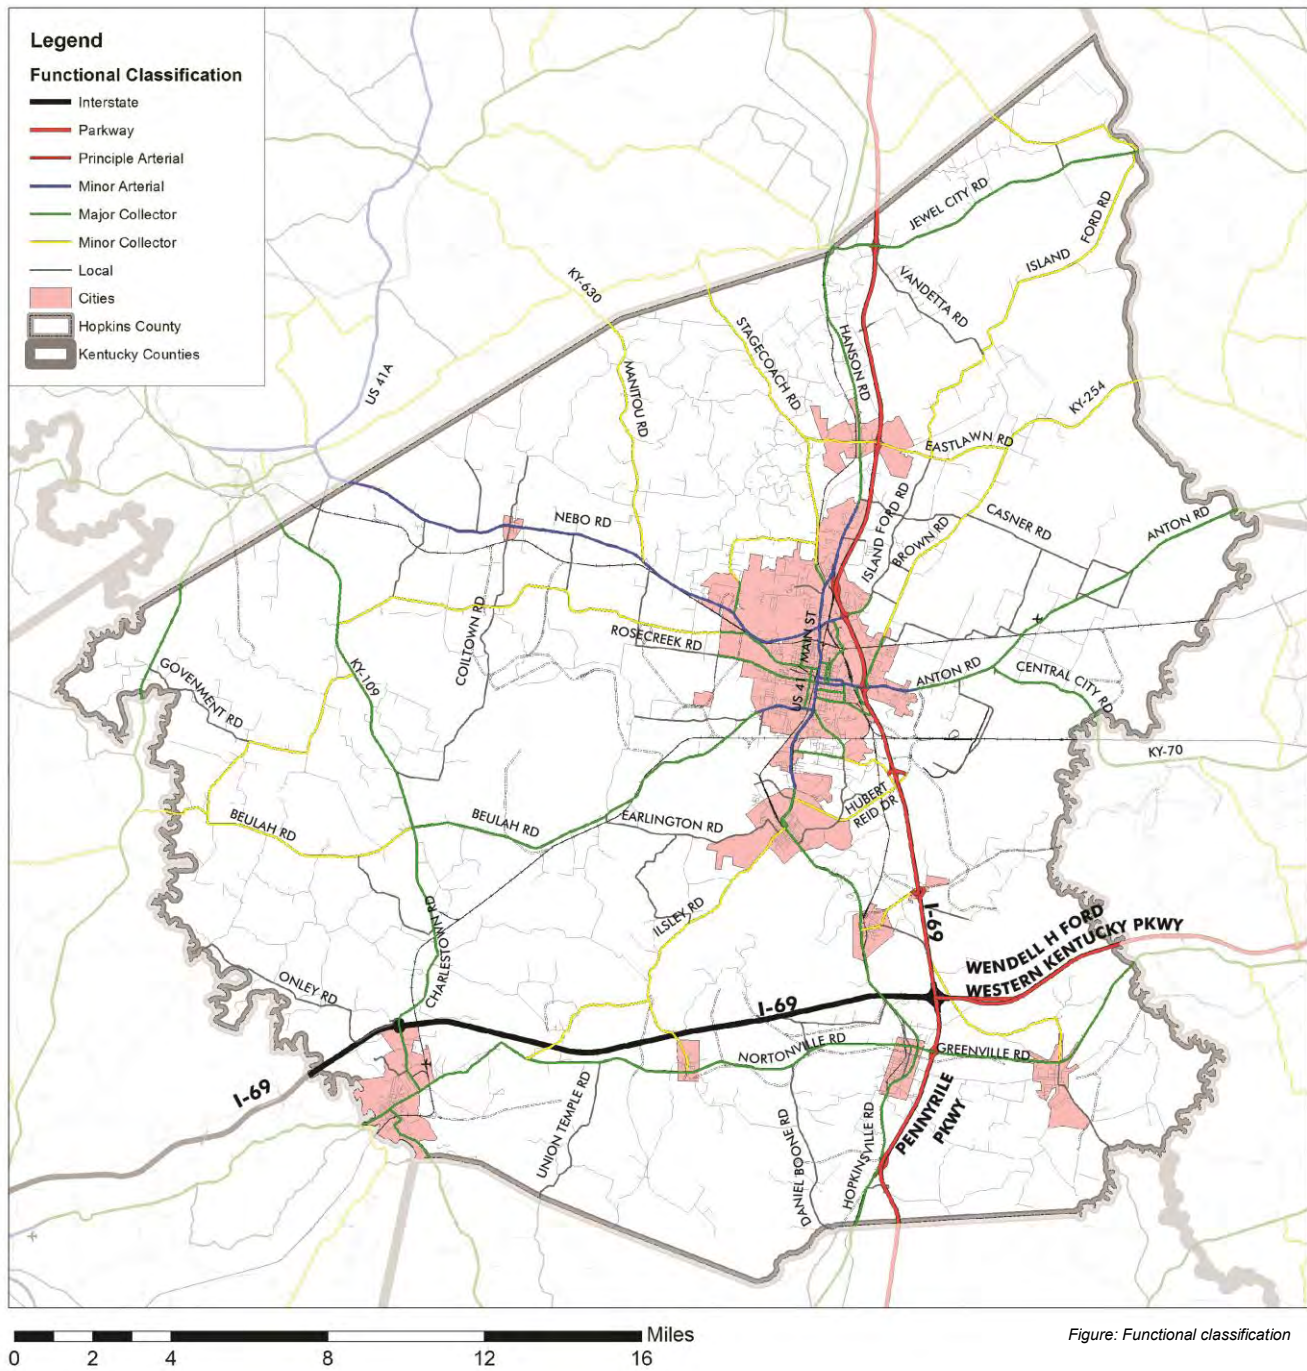 Legend
Functional Classification
Interstate
Parkway
Principle Arterial
Minor Arterial
Major Collector
Minor Collector
Local
Cities
Hopkins County
Kentucky Counties
US 41A
KY-630
JEWEL CITY RD
ISLAND FORD RD
VANDETTA RD
STAGECOACH RD
HANSON RD
MANITOU RD
KY-254
EASTLAWN RD
NEBO RD
ISLAND FORD RD
BROWN RD
CASNER RD
ANTON RD
COILTOWN RD
ROSECREEK RD
US 41 / MAIN ST
KY-109
GOVENMENT RD
ANTON RD
CENTRAL CITY RD
KY-70
BEULAH RD
BEULAH RD
EARLINGTON RD
HUBERT
REID DR
CHARLESTOWN RD
ILSLEY RD
I-69
WENDELL H FORD
WESTERN KENTUCKY PKWY
ONLEY RD
I-69
NORTONVILLE RD
GREENVILLE RD
I-69
UNION TEMPLE RD
DANIEL BOONE RD
HOPKINSVILLE RD
PENNYRILE
PKWY
Miles
0 2 4 8 12 16
Figure: Functional classification